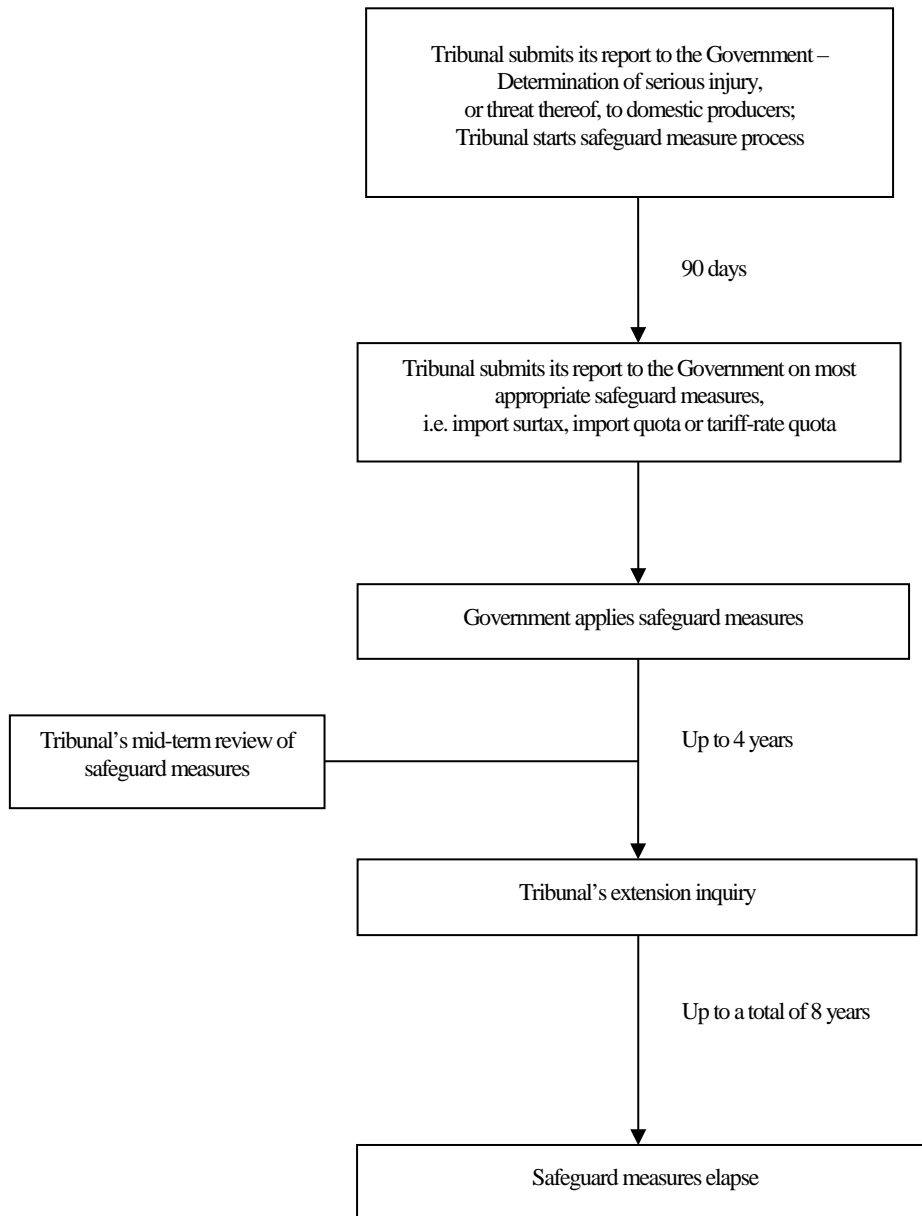 Tribunal submits its report to the Government –
Determination of serious injury,
or threat thereof, to domestic producers;
Tribunal starts safeguard measure process
90 days
Tribunal submits its report to the Government on most
appropriate safeguard measures,
i.e. import surtax, import quota or tariff-rate quota
Government applies safeguard measures
Tribunal's mid-term review of
safeguard measures
Up to 4 years
Tribunal's extension inquiry
Up to a total of 8 years
Safeguard measures elapse